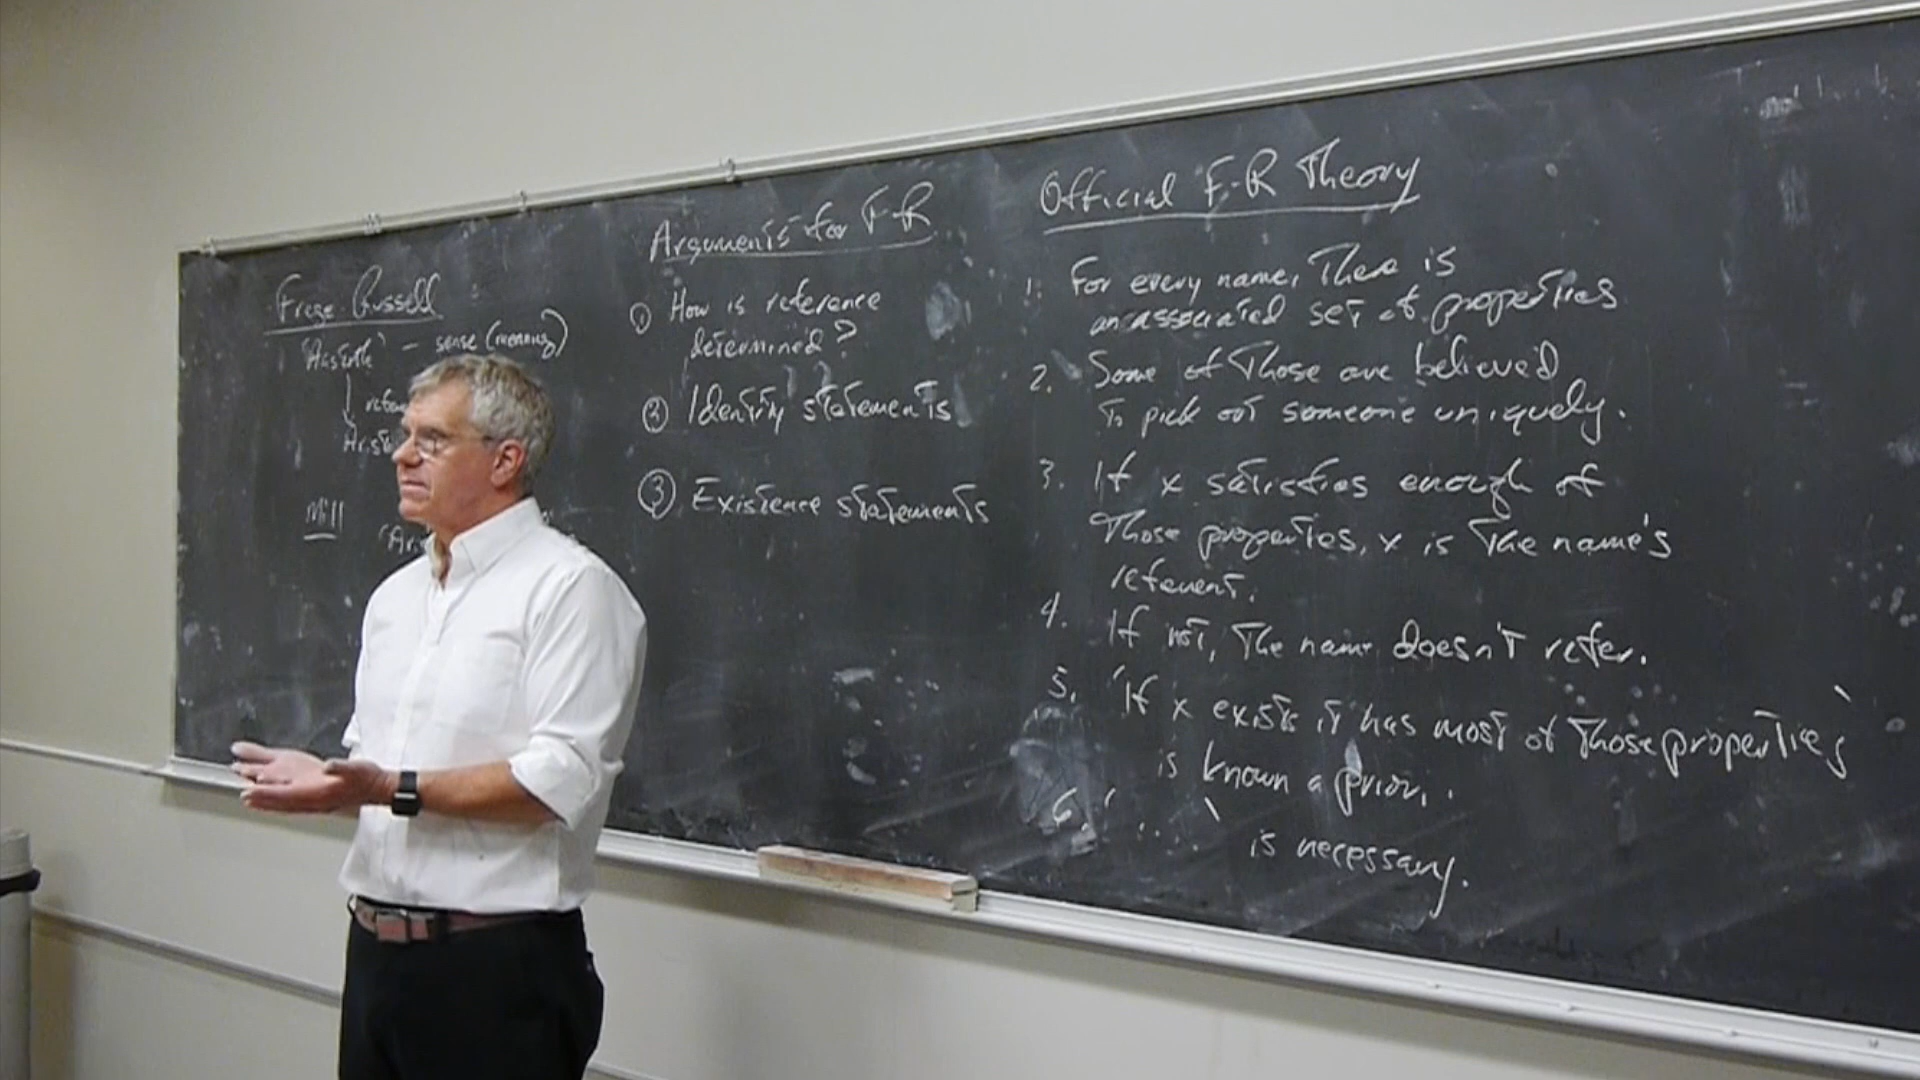 Frege-Russell
"Aristotle" – sense (meaning)
Mill
Arguments for F-R
① How is reference
determined?
② Identity statements
③ Existence statements
Official F-R Theory
1. For every name, There is
an associated set of properties
2. Some of Those are believed
To pick out someone uniquely.
3. If x satisfies enough of
Those properties, x is The name's
referent.
4. If not, The name doesn't refer.
5. 'If x exists it has most of Those properties'
is known a priori.
6. ' .. '
is necessary.